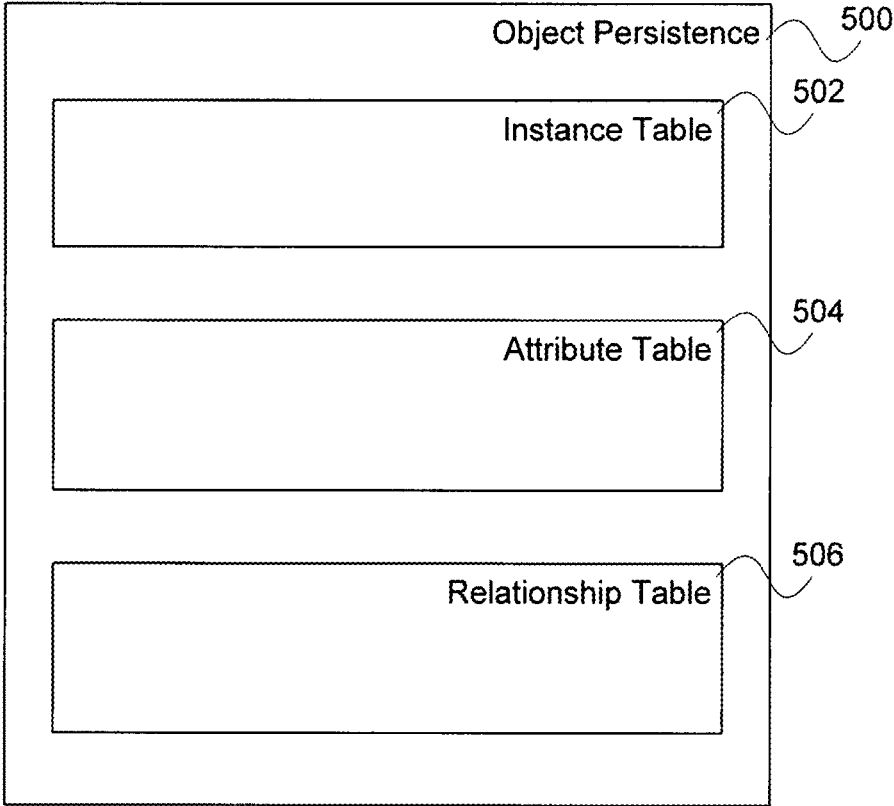 Object Persistence
500
502
Instance Table
504
Attribute Table
506
Relationship Table